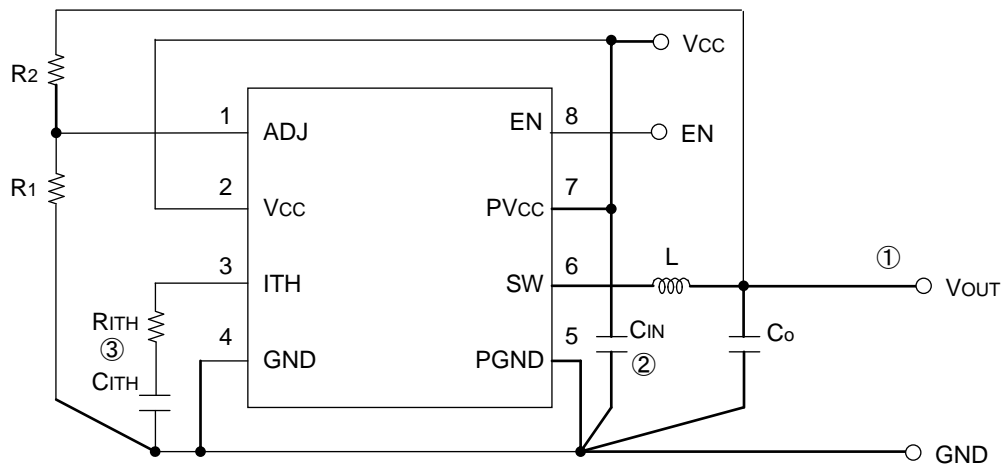 VCC
R2
1
ADJ
EN
8
EN
R1
2
VCC
7
PVCC
3
ITH
6
SW
L
①
VOUT
RITH
③
CITH
4
GND
5
PGND
CIN
②
Co
GND